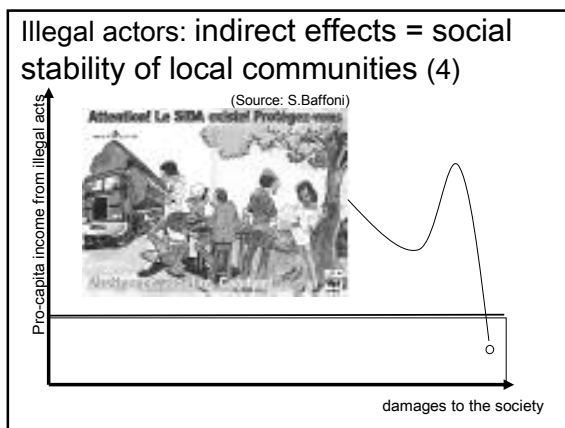 Illegal actors: indirect effects = social
stability of local communities (4)
(Source: S.Baffoni)
Attention! Le SIDA existe! Protégez-vous
Pro-capita income from illegal acts
damages to the society